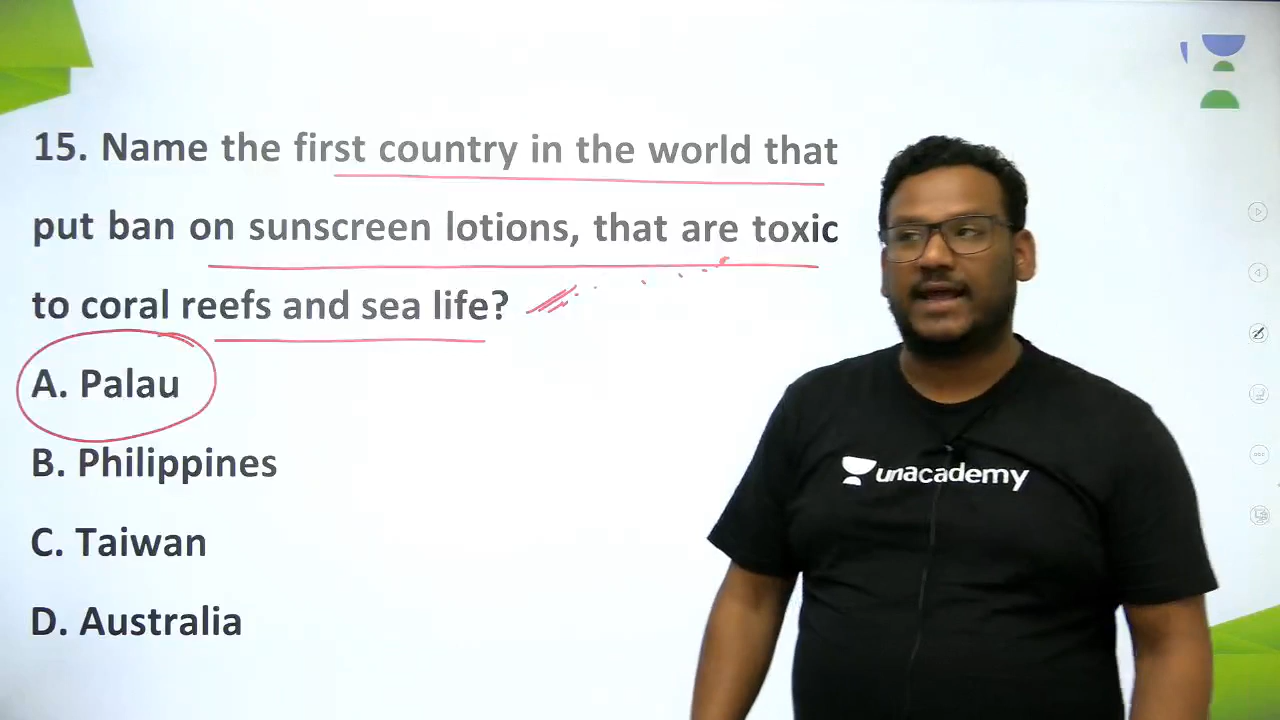 15. Name the first country in the world that
put ban on sunscreen lotions, that are toxic
to coral reefs and sea life?
A. Palau
B. Philippines
C. Taiwan
D. Australia
unacademy